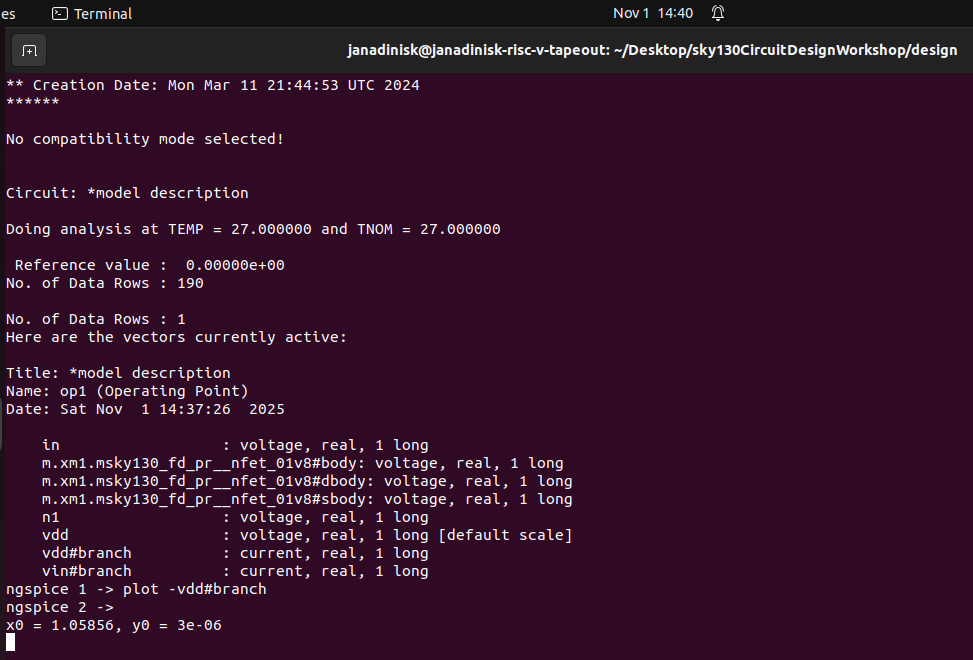 es Terminal Nov 1 14:40
janadinisk@janadinisk-risc-v-tapeout: ~/Desktop/sky130CircuitDesignWorkshop/design
** Creation Date: Mon Mar 11 21:44:53 UTC 2024
******
No compatibility mode selected!
Circuit: *model description
Doing analysis at TEMP = 27.000000 and TNOM = 27.000000
Reference value :  0.00000e+00
No. of Data Rows : 190
No. of Data Rows : 1
Here are the vectors currently active:
Title: *model description
Name: op1 (Operating Point)
Date: Sat Nov  1 14:37:26  2025
in                  : voltage, real, 1 long
m.xm1.msky130_fd_pr__nfet_01v8#body: voltage, real, 1 long
m.xm1.msky130_fd_pr__nfet_01v8#dbody: voltage, real, 1 long
m.xm1.msky130_fd_pr__nfet_01v8#sbody: voltage, real, 1 long
n1                  : voltage, real, 1 long
vdd                 : voltage, real, 1 long [default scale]
vdd#branch          : current, real, 1 long
vin#branch          : current, real, 1 long
ngspice 1 -> plot -vdd#branch
ngspice 2 ->
x0 = 1.05856, y0 = 3e-06